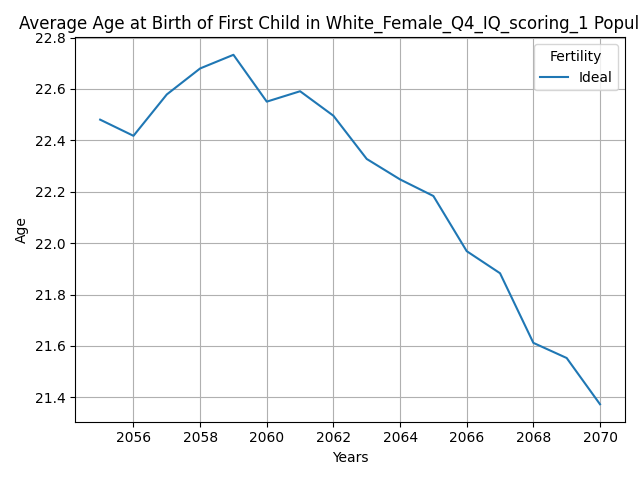 Average Age at Birth of First Child in White_Female_Q4_IQ_scoring_1 Popul
22.8
22.6
22.4
22.2
22.0
21.8
21.6
21.4
Age
Fertility
Ideal
2056 2058 2060 2062 2064 2066 2068 2070
Years